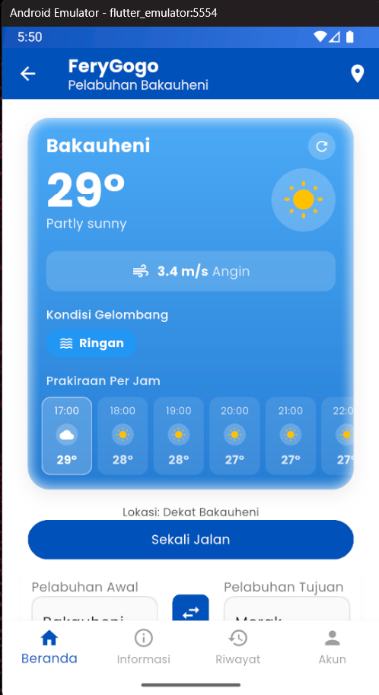 Android Emulator - flutter_emulator:5554
5:50
FeryGogo
Pelabuhan Bakauheni
Bakauheni
29°
Partly sunny
3.4 m/s Angin
Kondisi Gelombang
Ringan
Prakiraan Per Jam
17:00 18:00 19:00 20:00 21:00 22:0
29° 28° 28° 27° 27° 27°
Lokasi: Dekat Bakauheni
Sekali Jalan
Pelabuhan Awal Pelabuhan Tujuan
Bakauheni Merak
Beranda Informasi Riwayat Akun